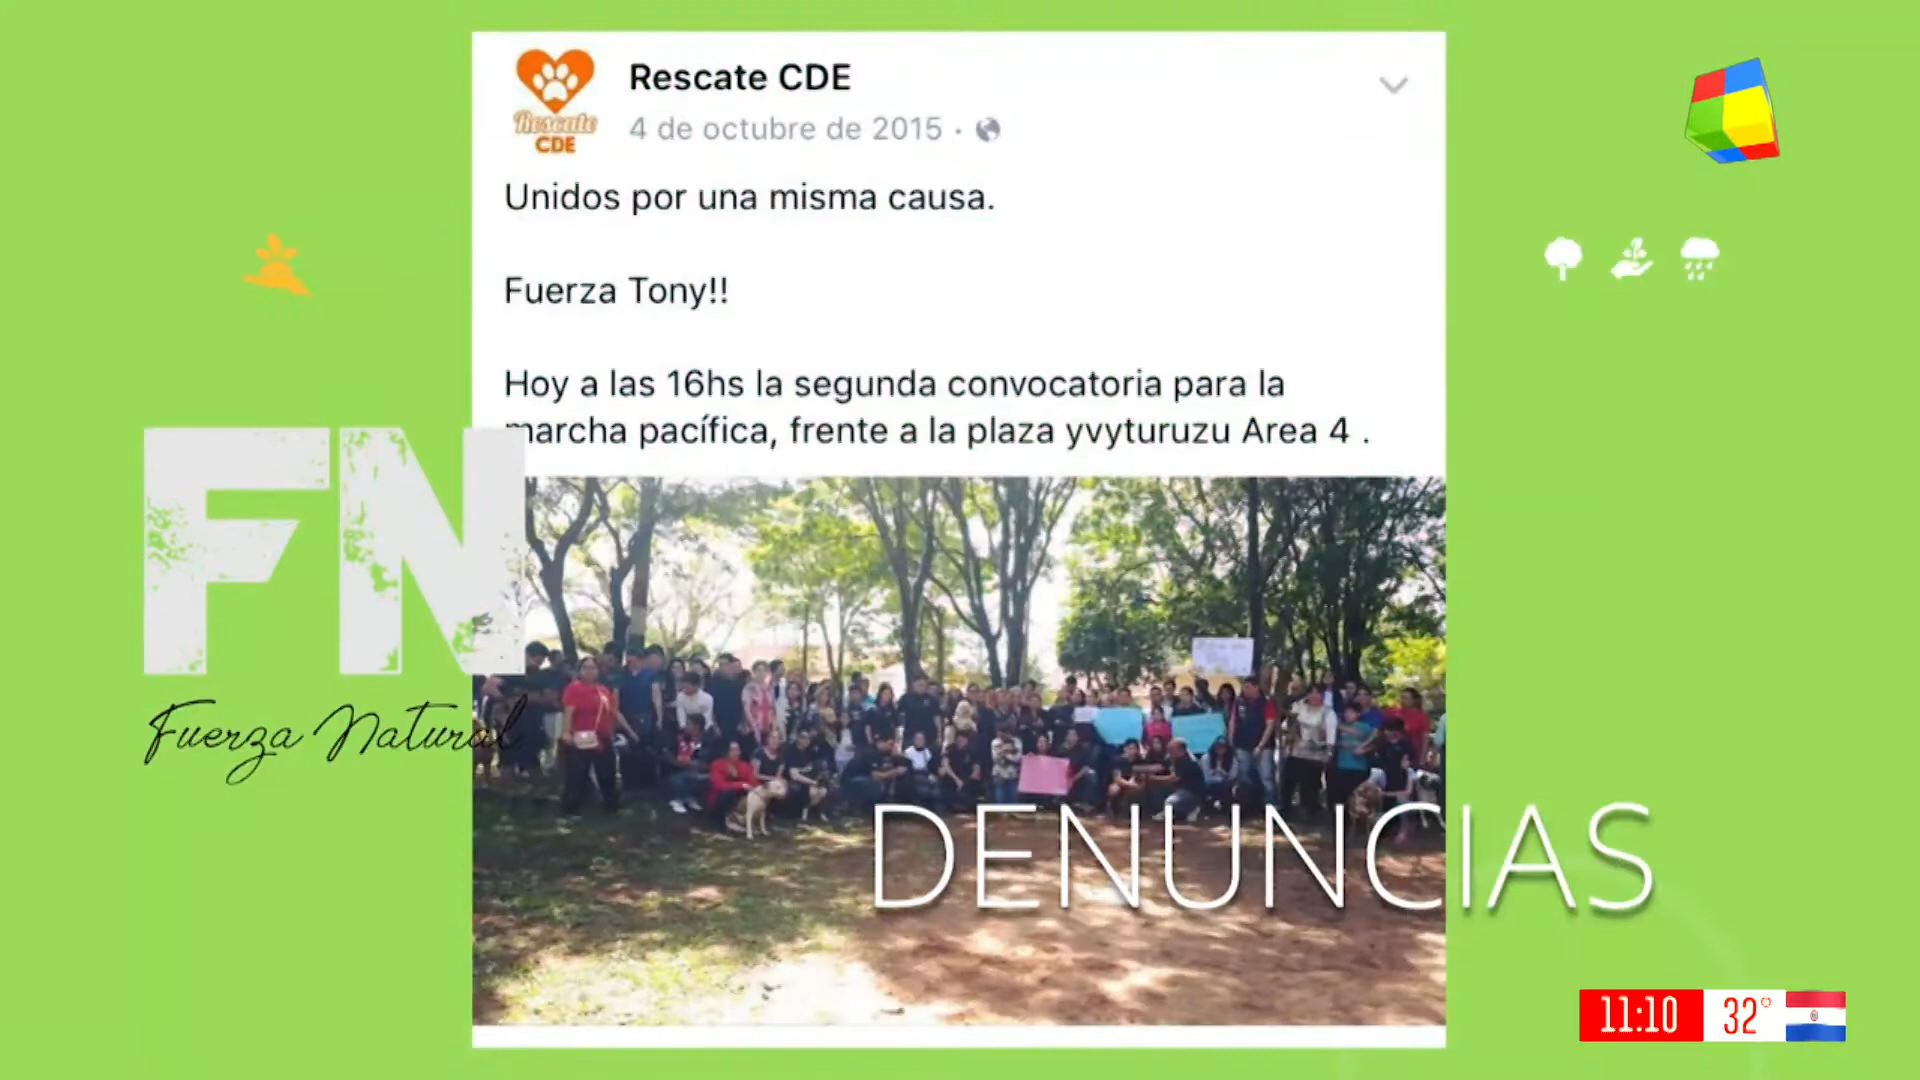 Rescate CDE
4 de octubre de 2015 ·
Rescate
CDE
Unidos por una misma causa.
Fuerza Tony!!
Hoy a las 16hs la segunda convocatoria para la
marcha pacífica, frente a la plaza yvyturuzu Area 4 .
FN
Fuerza Natural
DENUNCIAS
11:10 32°